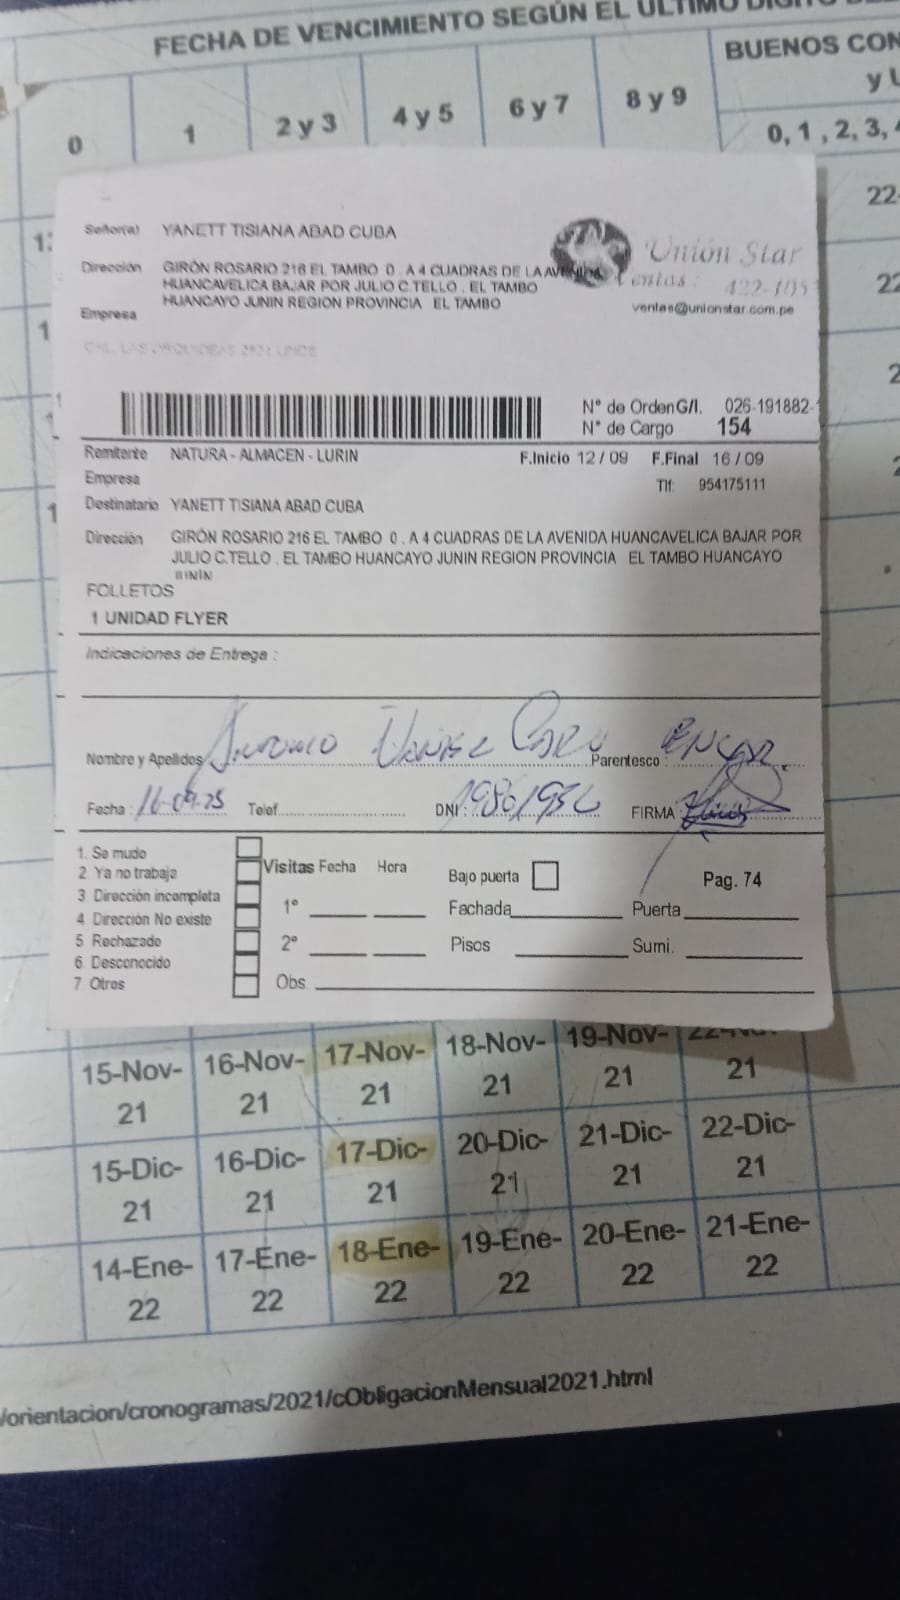 FECHA DE VENCIMIENTO SEGÚN EL ÚLTIMO
BUENOS CON
y U
0 1 2 y 3 4 y 5 6 y 7 8 y 9
0, 1 , 2, 3,
22-
Señor(a) YANETT TISIANA ABAD CUBA
Unión Star
Dirección GIRÓN ROSARIO 216 EL TAMBO 0 . A 4 CUADRAS DE LA AVENIDA
HUANCAVELICA BAJAR POR JULIO C.TELLO . EL TAMBO
HUANCAYO JUNIN REGION PROVINCIA EL TAMBO
ventas@unionstar.com.pe
Empresa
N° de Orden G/I. 026-191882-
N° de Cargo 154
Remitente NATURA - ALMACEN - LURIN F.Inicio 12 / 09 F.Final 16 / 09
Empresa Tlf: 954175111
Destinatario YANETT TISIANA ABAD CUBA
Dirección GIRÓN ROSARIO 216 EL TAMBO 0 . A 4 CUADRAS DE LA AVENIDA HUANCAVELICA BAJAR POR
JULIO C.TELLO . EL TAMBO HUANCAYO JUNIN REGION PROVINCIA EL TAMBO HUANCAYO
JUNIN
FOLLETOS
1 UNIDAD FLYER
Indicaciones de Entrega :
Nombre y Apellidos Antonio Parentesco :
Fecha : 16-09-25 Telef. DNI : FIRMA :
1. Se mudo
2 Ya no trabaja
3 Dirección incompleta
4 Dirección No existe
5 Rechazado
6 Desconocido
7 Otros
Visitas Fecha Hora
1°
2°
Obs.
Bajo puerta
Fachada
Pisos
Pag. 74
Puerta
Sumi.
15-Nov-21 16-Nov-21 17-Nov-21 18-Nov-21 19-Nov-21 22-Nov-21
15-Dic-21 16-Dic-21 17-Dic-21 20-Dic-21 21-Dic-21 22-Dic-21
14-Ene-22 17-Ene-22 18-Ene-22 19-Ene-22 20-Ene-22 21-Ene-22
/orientacion/cronogramas/2021/cObligacionMensual2021.html